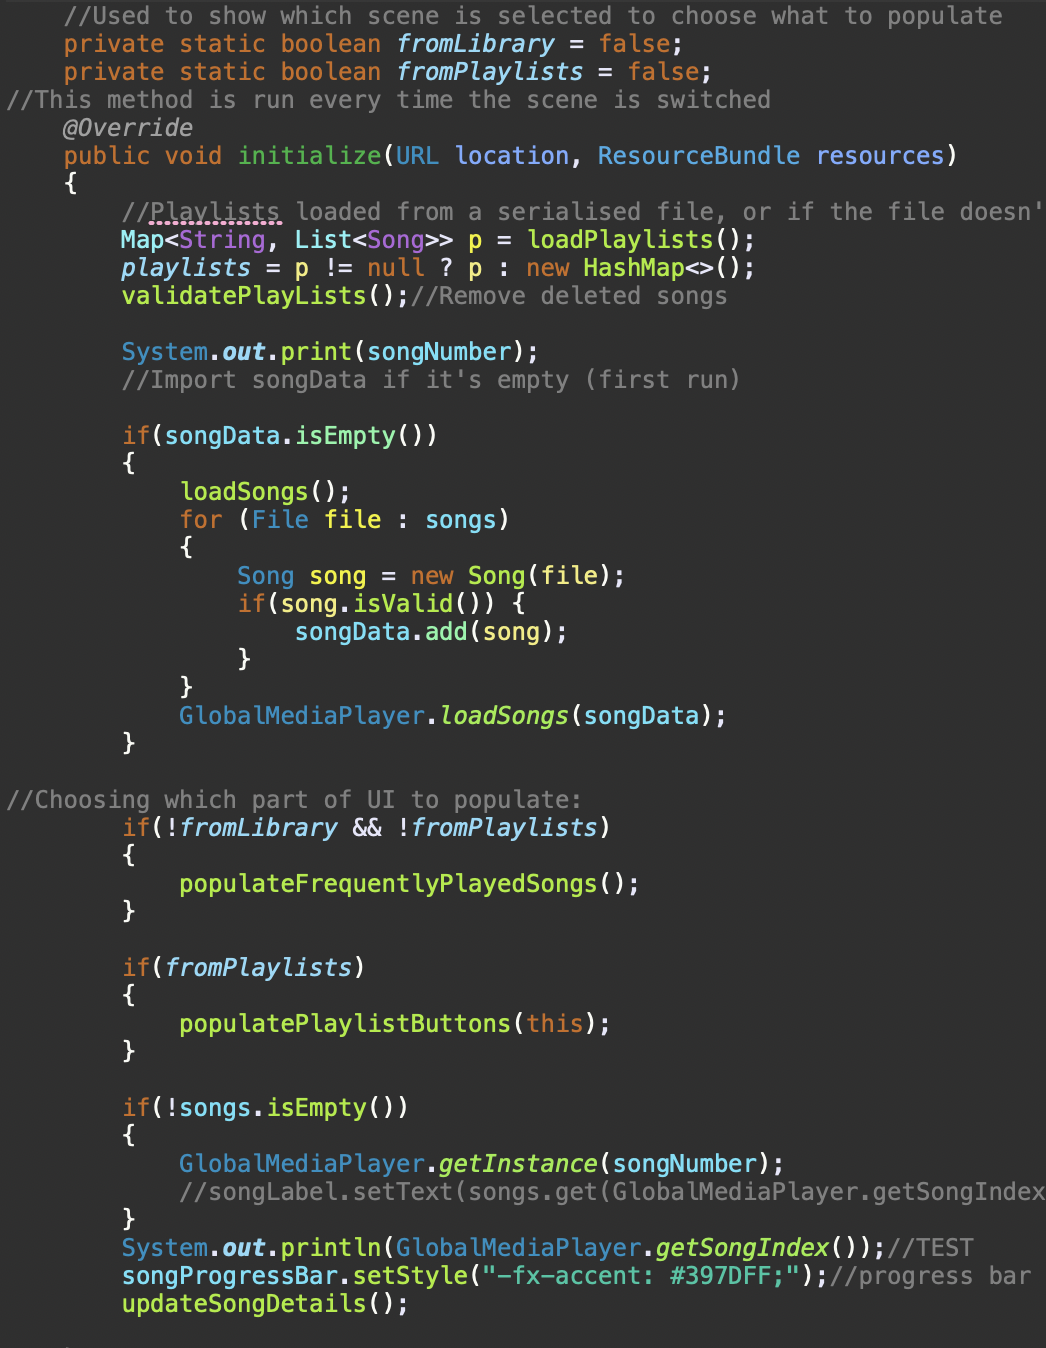 //Used to show which scene is selected to choose what to populate
private static boolean fromLibrary = false;
private static boolean fromPlaylists = false;
//This method is run every time the scene is switched
@Override
public void initialize(URL location, ResourceBundle resources)
{
//Playlists loaded from a serialised file, or if the file doesn'
Map<String, List<Song>> p = loadPlaylists();
playlists = p != null ? p : new HashMap<>();
validatePlayLists();//Remove deleted songs
System.out.print(songNumber);
//Import songData if it's empty (first run)
if(songData.isEmpty())
{
loadSongs();
for (File file : songs)
{
Song song = new Song(file);
if(song.isValid()) {
songData.add(song);
}
}
GlobalMediaPlayer.loadSongs(songData);
}
//Choosing which part of UI to populate:
if(!fromLibrary && !fromPlaylists)
{
populateFrequentlyPlayedSongs();
}
if(fromPlaylists)
{
populatePlaylistButtons(this);
}
if(!songs.isEmpty())
{
GlobalMediaPlayer.getInstance(songNumber);
//songLabel.setText(songs.get(GlobalMediaPlayer.getSongIndex
}
System.out.println(GlobalMediaPlayer.getSongIndex());//TEST
songProgressBar.setStyle("-fx-accent: #397DFF;");//progress bar
updateSongDetails();